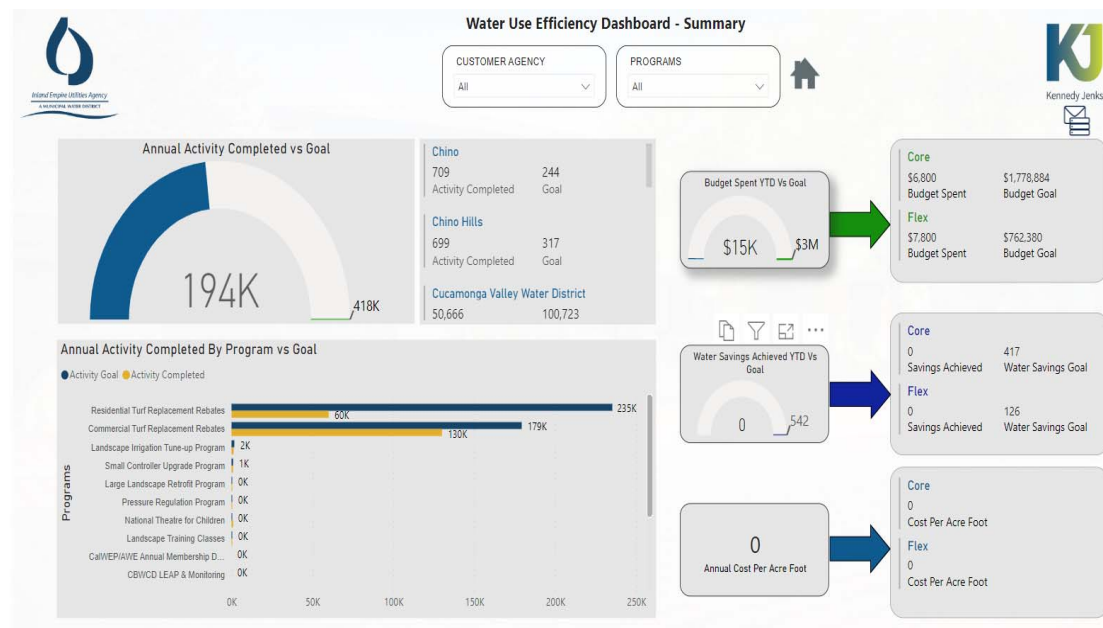 Water Use Efficiency Dashboard - Summary
Inland Empire Utilities Agency
A MUNICIPAL WATER DISTRICT
CUSTOMER AGENCY
All
PROGRAMS
All
KJ
Kennedy Jenks
Annual Activity Completed vs Goal
194K
418K
Chino
709 244
Activity Completed Goal
Chino Hills
699 317
Activity Completed Goal
Cucamonga Valley Water District
50,666 100,723
Budget Spent YTD Vs Goal
$15K
$3M
Core
$6,800 $1,778,884
Budget Spent Budget Goal
Flex
$7,800 $762,380
Budget Spent Budget Goal
Annual Activity Completed By Program vs Goal
Activity Goal Activity Completed
Programs
Residential Turf Replacement Rebates 235K
60K
Commercial Turf Replacement Rebates 179K
130K
Landscape Irrigation Tune-up Program 2K
Small Controller Upgrade Program 1K
Large Landscape Retrofit Program 0K
Pressure Regulation Program 0K
National Theatre for Children 0K
Landscape Training Classes 0K
CalWEP/AWE Annual Membership D... 0K
CBWCD LEAP & Monitoring 0K
0K 50K 100K 150K 200K 250K
Water Savings Achieved YTD Vs
Goal
0
542
Core
0 417
Savings Achieved Water Savings Goal
Flex
0 126
Savings Achieved Water Savings Goal
0
Annual Cost Per Acre Foot
Core
0
Cost Per Acre Foot
Flex
0
Cost Per Acre Foot